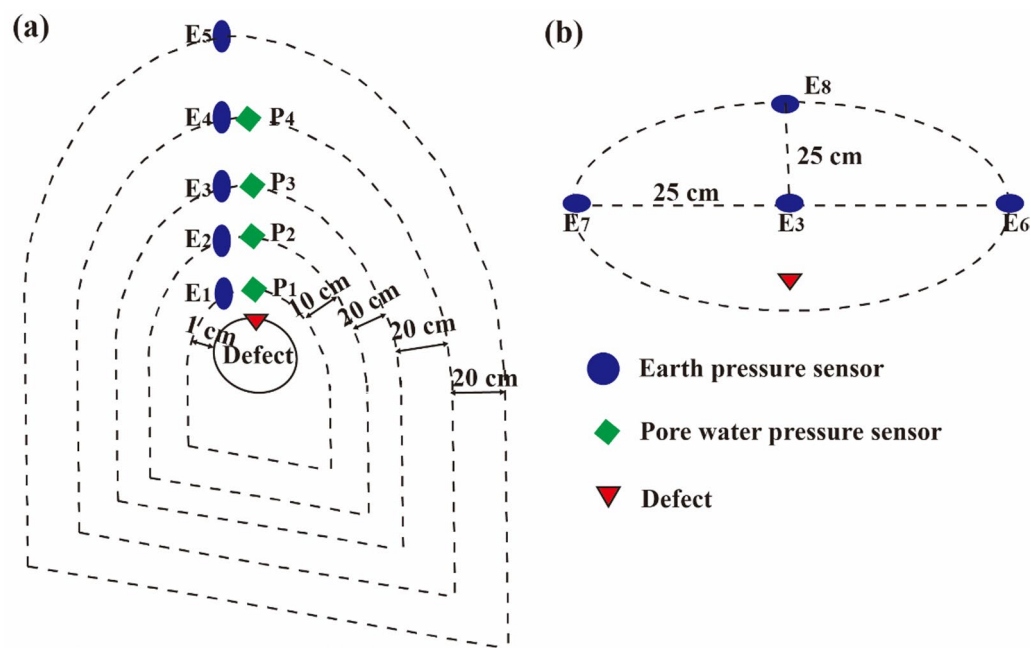 (a)
E5
E4
P4
E3
P3
E2
P2
E1
P1
1 cm
10 cm
20 cm
20 cm
20 cm
Defect
(b)
E8
25 cm
25 cm
E7
E3
E6
Earth pressure sensor
Pore water pressure sensor
Defect